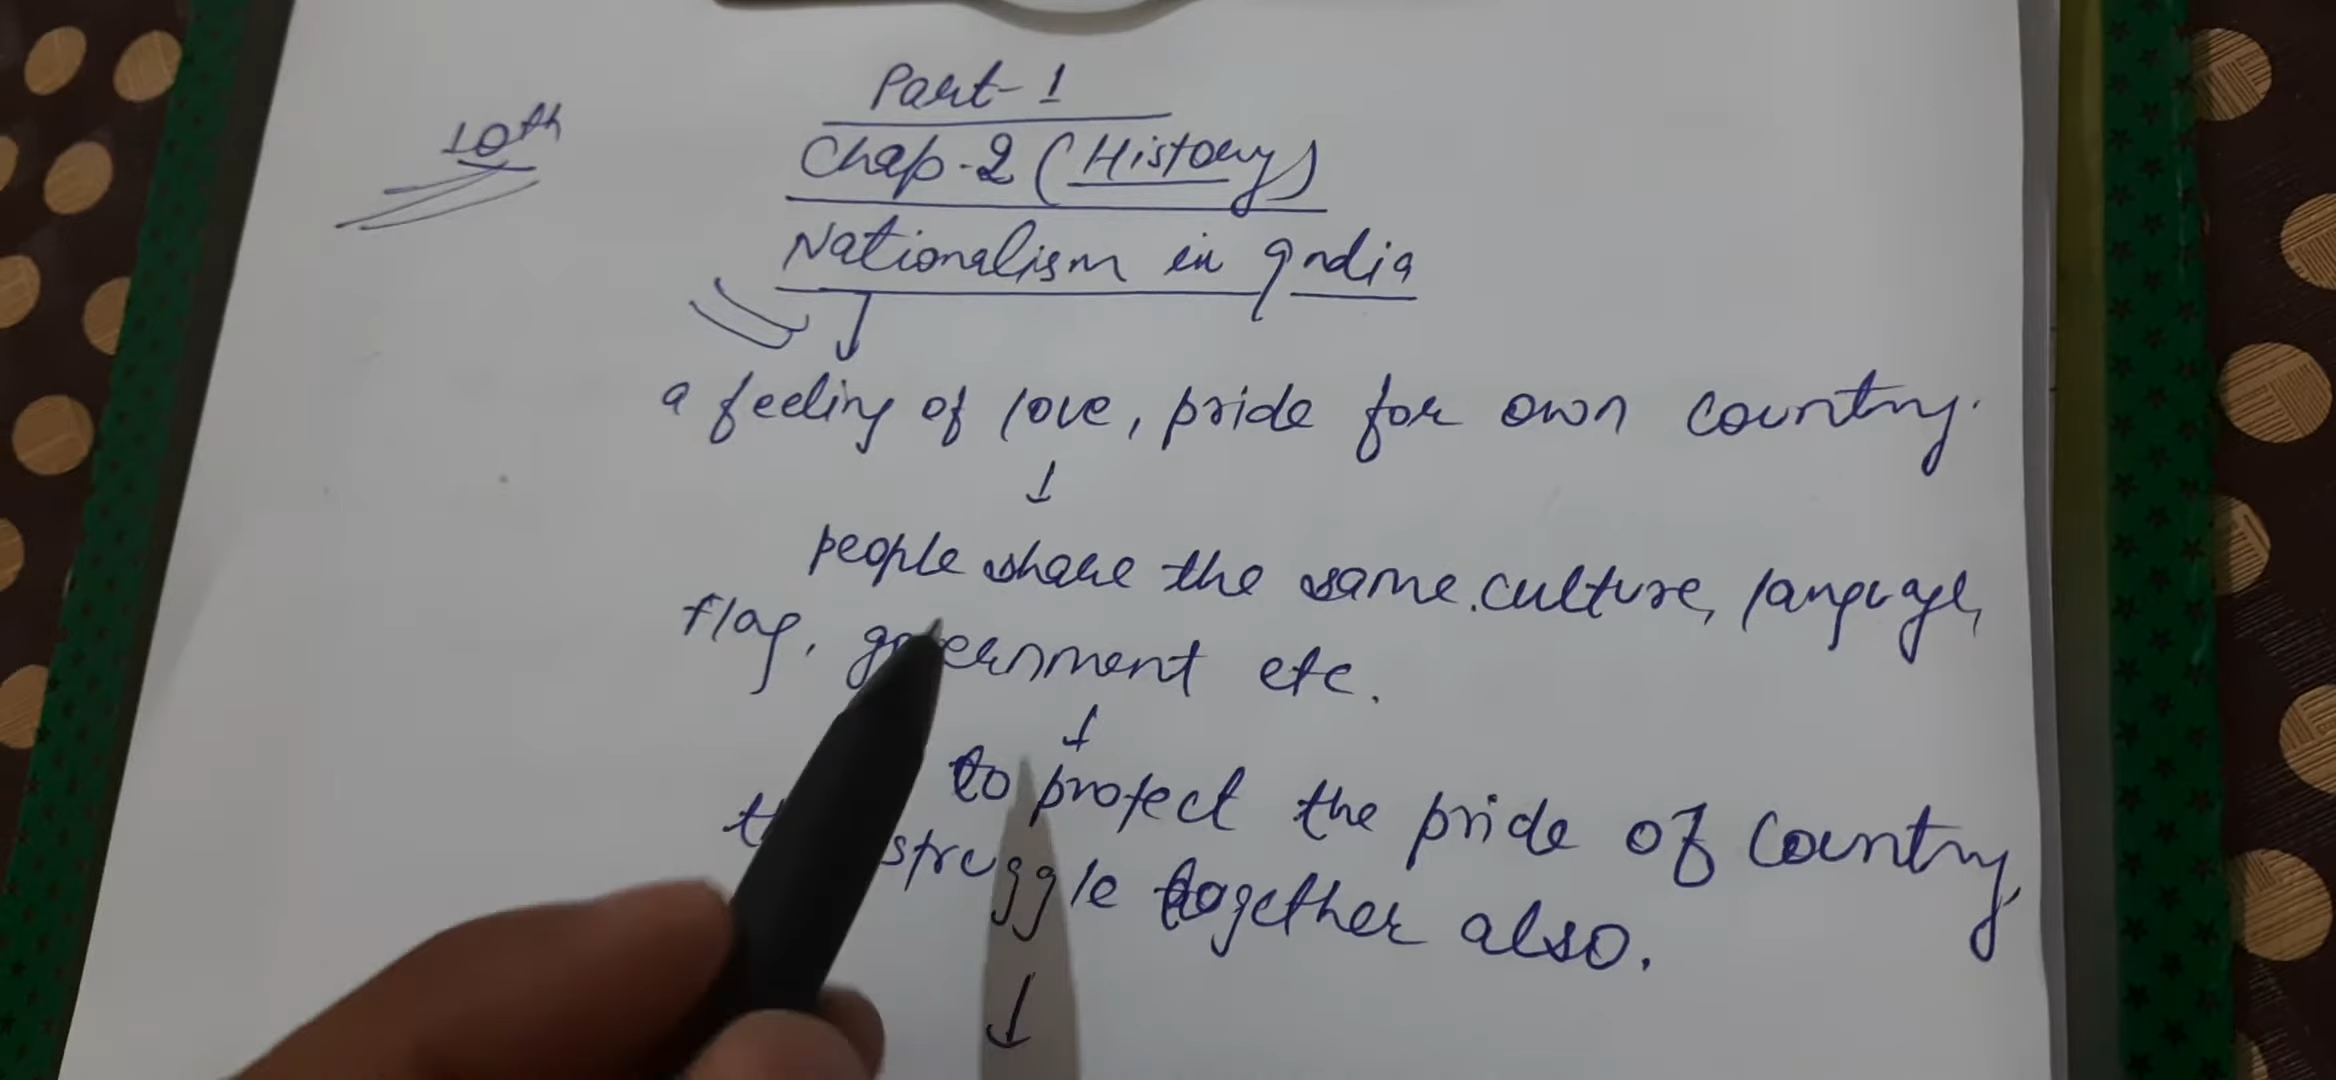 Part-1
10th
Chap-2 (History)
Nationalism in India
a feeling of love, pride for own country.
people share the same culture, language,
flag, government etc.
to protect the pride of country,
struggle together also.